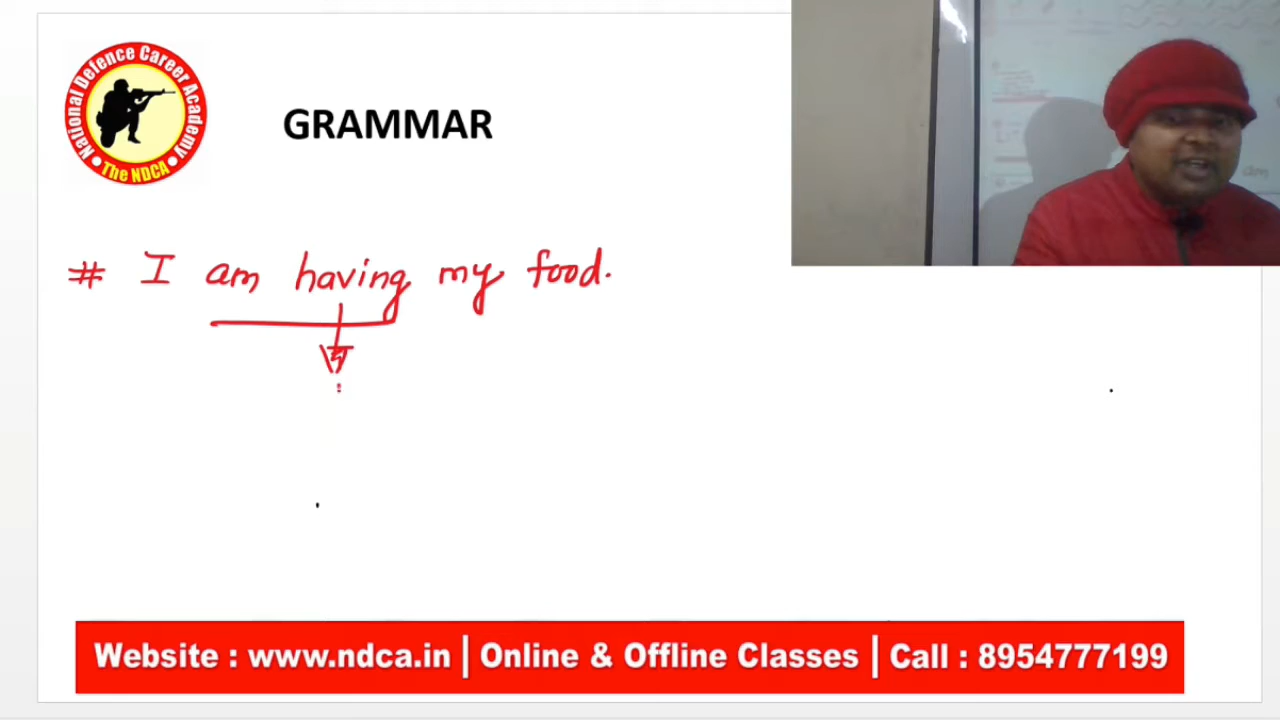 National Defence Career Academy
The NDCA
GRAMMAR
# I am having my food.
Website : www.ndca.in | Online & Offline Classes | Call : 8954777199